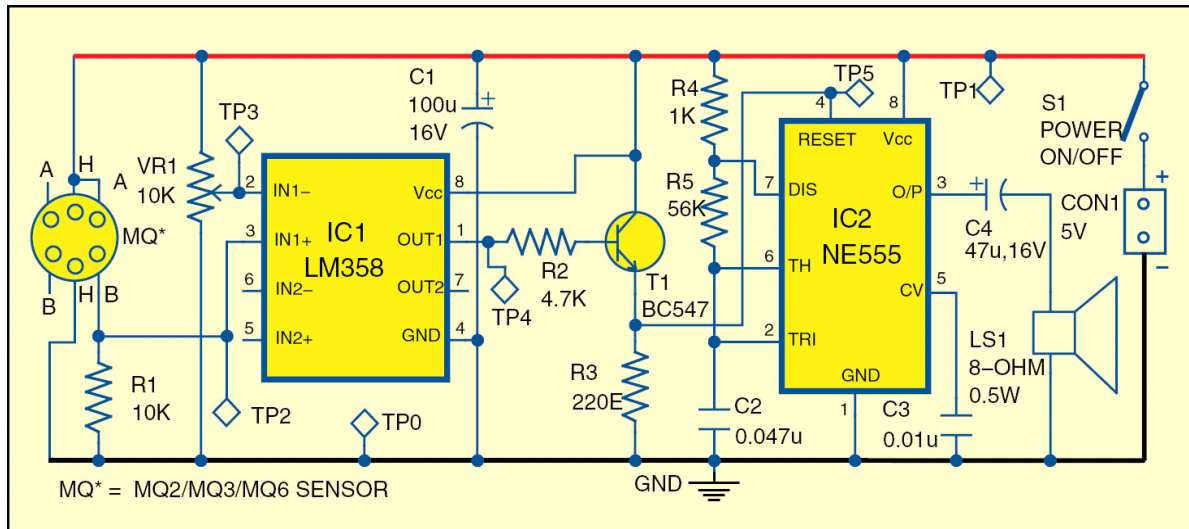 C1
100u
16V
+
TP3
VR1
10K
A
H
A
MQ*
B
H
B
R1
10K
TP2
TP0
2
IN1–
3
IN1+
6
IN2–
5
IN2+
IC1
LM358
Vcc
8
OUT1
1
OUT2
7
GND
4
R2
4.7K
TP4
T1
BC547
R3
220E
R4
1K
R5
56K
C2
0.047u
TP5
4
RESET
8
Vcc
7
DIS
6
TH
2
TRI
IC2
NE555
O/P
3
CV
5
GND
1
C3
0.01u
+
C4
47u,16V
LS1
8–OHM
0.5W
TP1
S1
POWER
ON/OFF
CON1
5V
+
–
GND
MQ* = MQ2/MQ3/MQ6 SENSOR